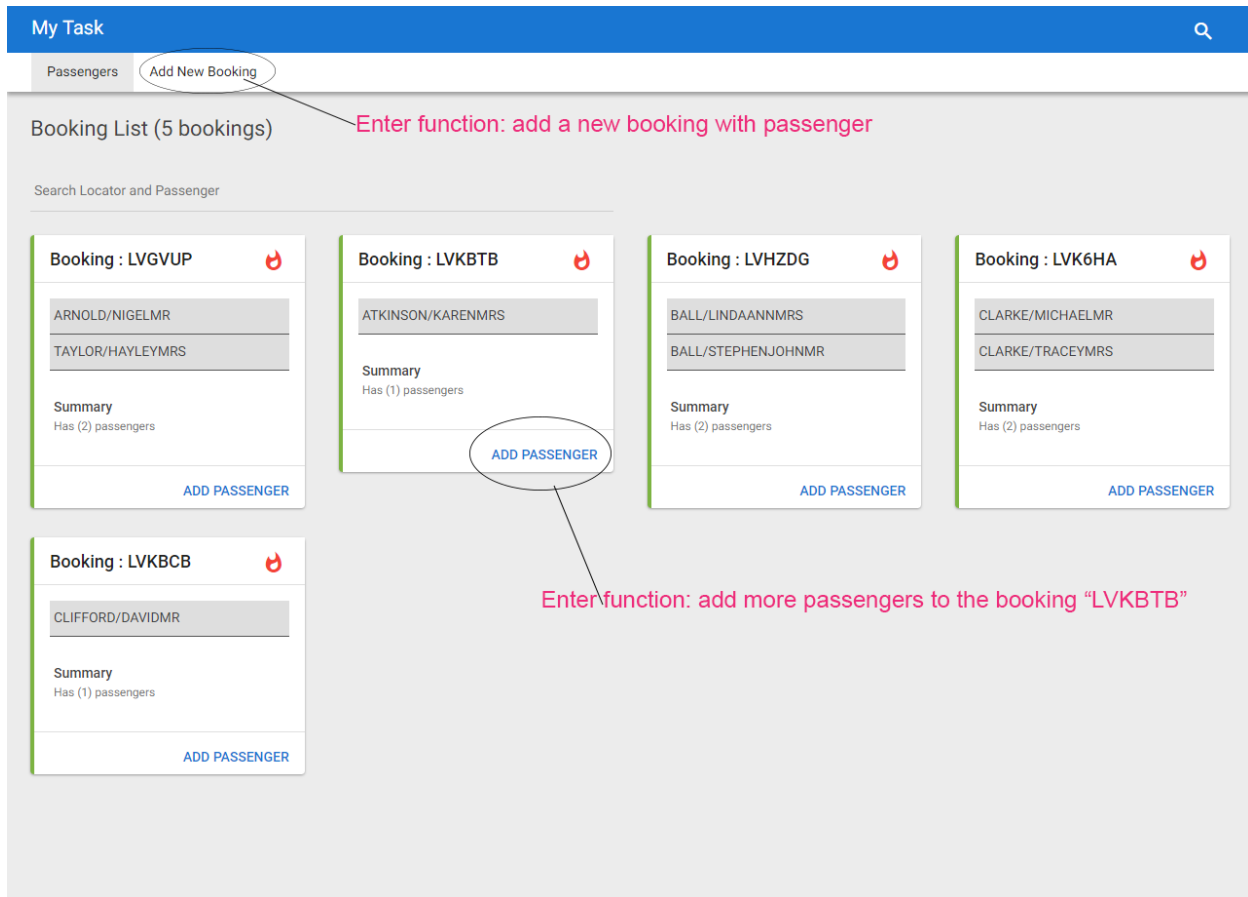 My Task
Passengers
Add New Booking
Booking List (5 bookings)
Enter function: add a new booking with passenger
Search Locator and Passenger
Booking : LVGVUP
ARNOLD/NIGELMR
TAYLOR/HAYLEYMRS
Summary
Has (2) passengers
ADD PASSENGER
Booking : LVKBTB
ATKINSON/KARENMRS
Summary
Has (1) passengers
ADD PASSENGER
Booking : LVHZDG
BALL/LINDAANNMRS
BALL/STEPHENJOHNMR
Summary
Has (2) passengers
ADD PASSENGER
Booking : LVK6HA
CLARKE/MICHAELMR
CLARKE/TRACEYMRS
Summary
Has (2) passengers
ADD PASSENGER
Booking : LVKBCB
CLIFFORD/DAVIDMR
Summary
Has (1) passengers
ADD PASSENGER
Enter function: add more passengers to the booking “LVKBTB”